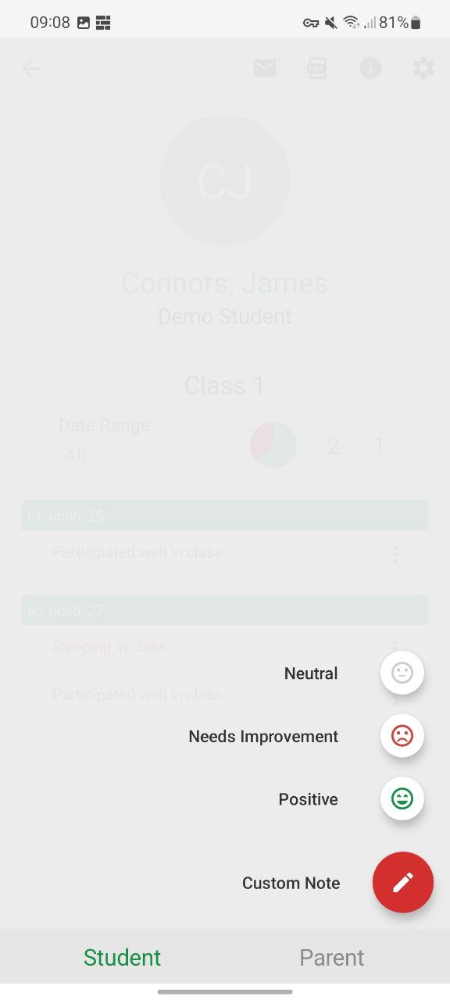 09:08
81%
PDF
CJ
Connors, James
Demo Student
Class 1
Date Range
All
2 1
пт, нояб. 25
Participated well in class
вс, нояб. 27
Sleeping in class
Participated well in class
Neutral
Needs Improvement
Positive
Custom Note
Student Parent